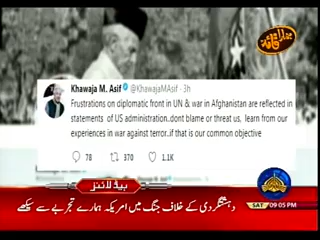 Khawaja M. Asif @KhawajaMAsif · 3h
Frustrations on diplomatic front in UN & war in Afghanistan are reflected in
statements of US administration.dont blame or threat us, learn from our
experiences in war against terror..if that is our common objective
78 370 1.1K
ہیڈ لائنز
دہشتگردی کے خلاف جنگ میں امریکہ ہمارے تجربے سے سیکھے
SAT 09:05 PM